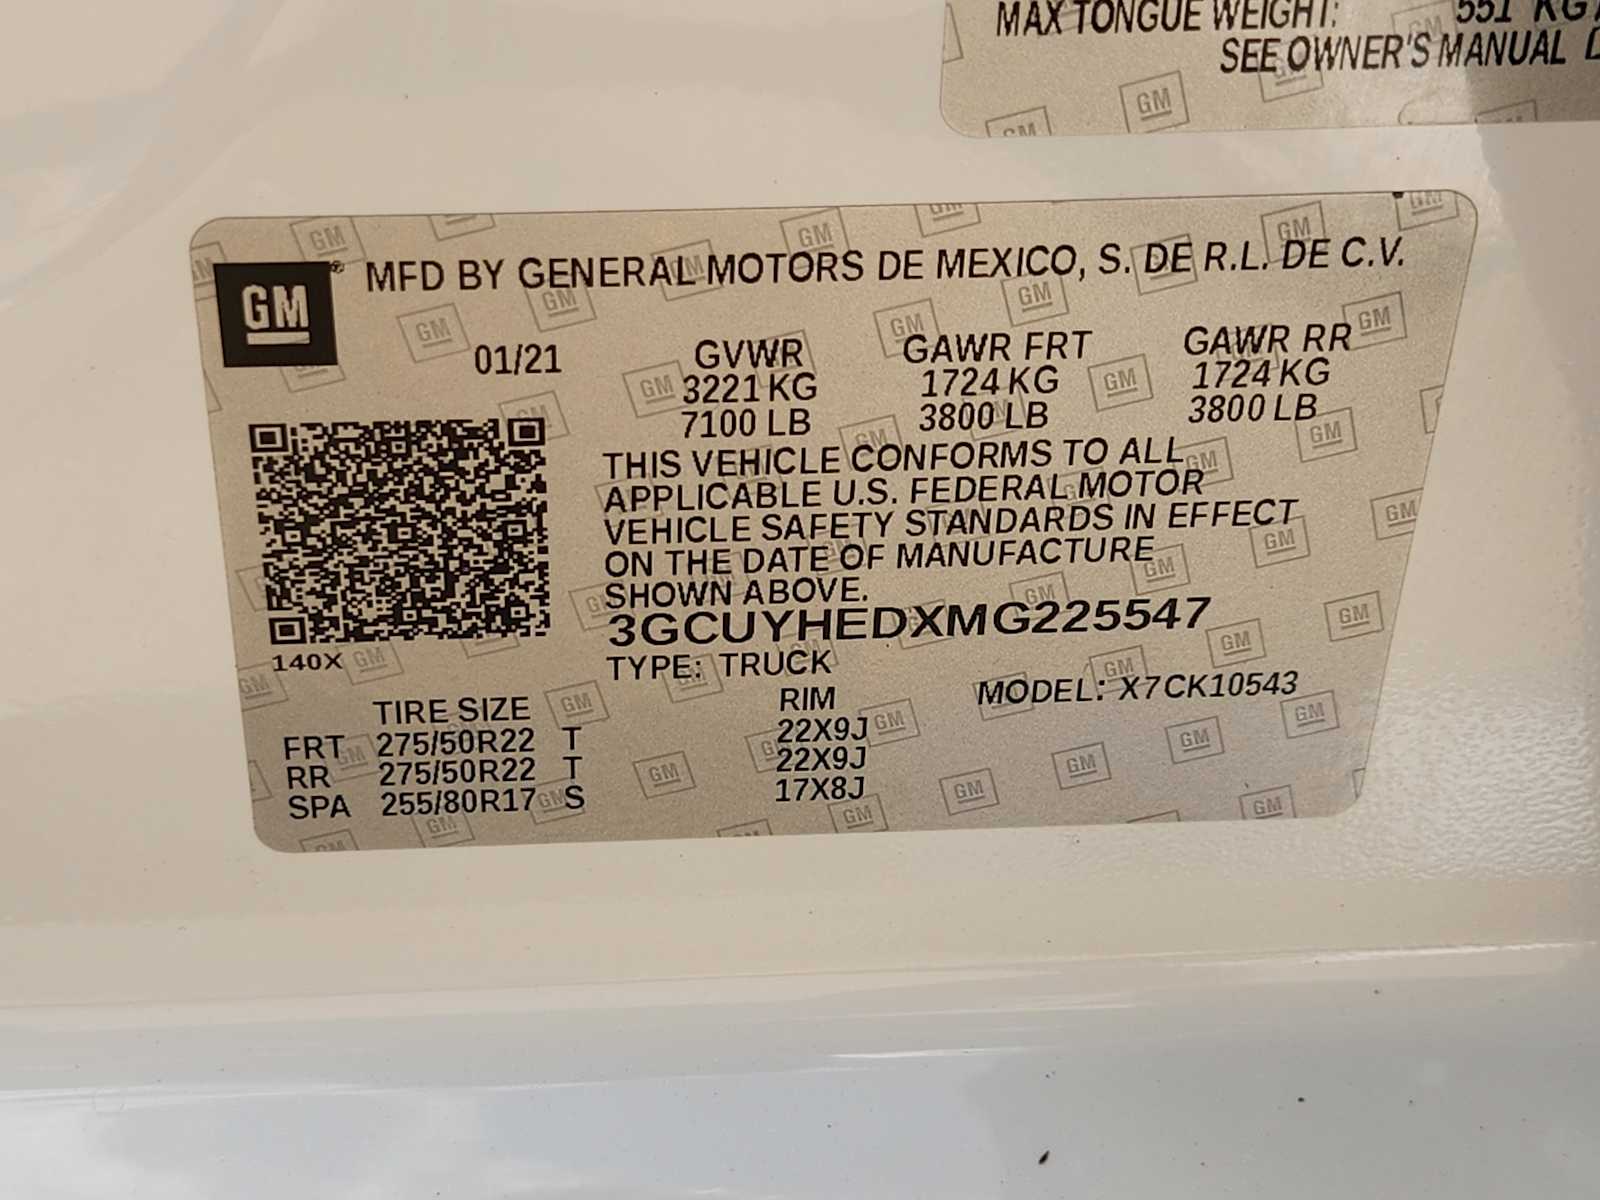 MAX TONGUE WEIGHT: 551 KG
SEE OWNER'S MANUAL
GM® MFD BY GENERAL MOTORS DE MEXICO, S. DE R.L. DE C.V.
01/21 GVWR GAWR FRT GAWR RR
3221 KG 1724 KG 1724 KG
7100 LB 3800 LB 3800 LB
THIS VEHICLE CONFORMS TO ALL
APPLICABLE U.S. FEDERAL MOTOR
VEHICLE SAFETY STANDARDS IN EFFECT
ON THE DATE OF MANUFACTURE
SHOWN ABOVE.
3GCUYHEDXMG225547
140X
TYPE: TRUCK MODEL: X7CK10543
TIRE SIZE RIM
FRT 275/50R22 T 22X9J
RR 275/50R22 T 22X9J
SPA 255/80R17 S 17X8J